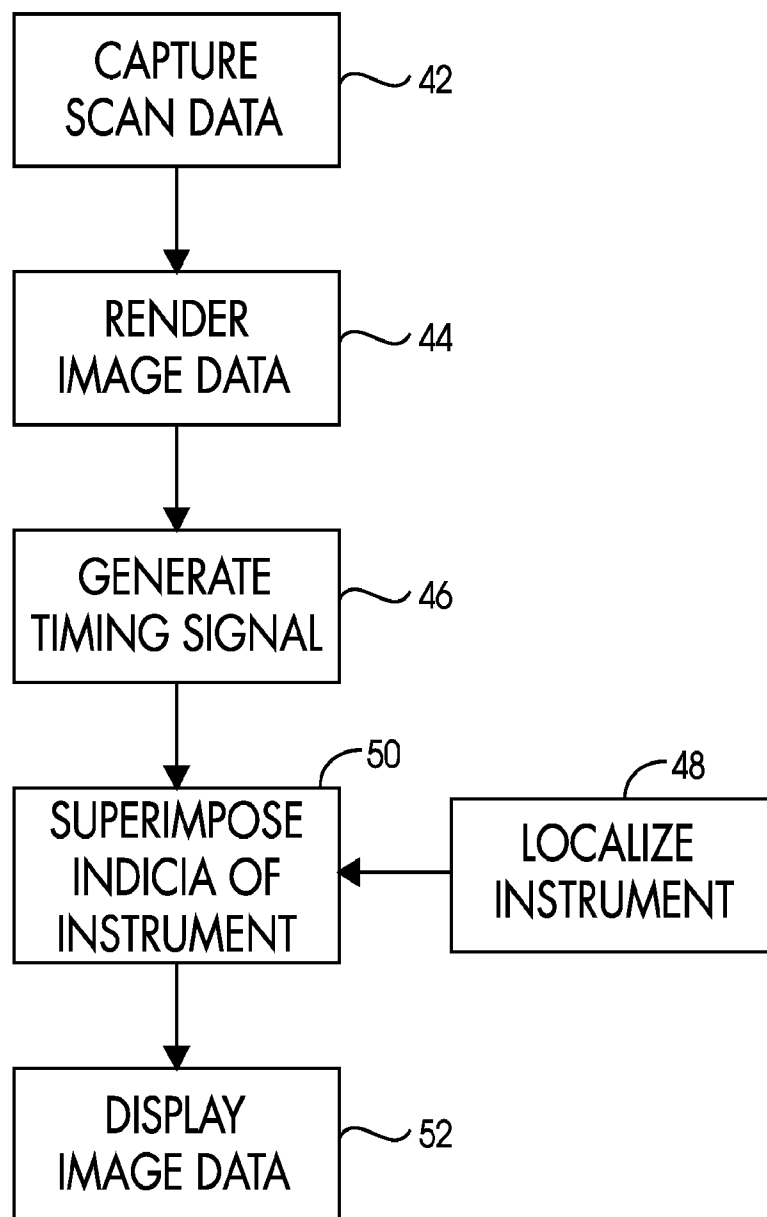 CAPTURE
SCAN DATA
42
RENDER
IMAGE DATA
44
GENERATE
TIMING SIGNAL
46
50
SUPERIMPOSE
INDICIA OF
INSTRUMENT
48
LOCALIZE
INSTRUMENT
DISPLAY
IMAGE DATA
52